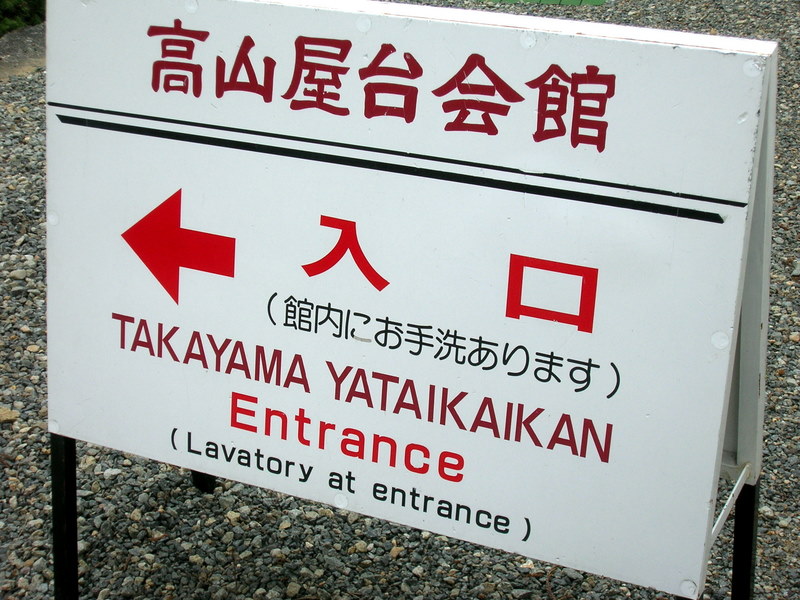 高山屋台会館
入口
(館内にお手洗あります)
TAKAYAMA YATAIKAIKAN
Entrance
(Lavatory at entrance)